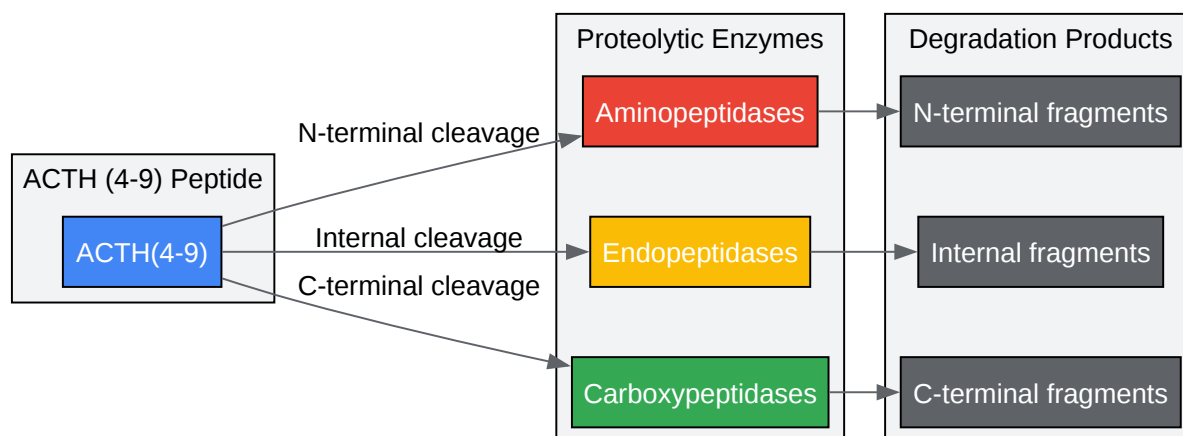 Proteolytic Enzymes
Degradation Products
Aminopeptidases
N-terminal fragments
N-terminal cleavage
ACTH (4-9) Peptide
ACTH(4-9)
Internal cleavage
Endopeptidases
Internal fragments
C-terminal cleavage
Carboxypeptidases
C-terminal fragments